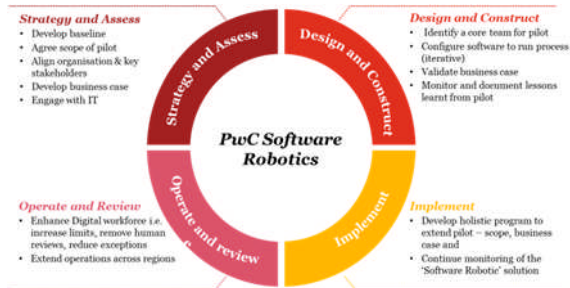 Strategy and Assess
• Develop baseline
• Agree scope of pilot
• Align organisation & key
stakeholders
• Develop business case
• Engage with IT
Design and Construct
• Identify a core team for pilot
• Configure software to run process
(iterative)
• Validate business case
• Monitor and document lessons
learnt from pilot
Strategy and Assess
Design and Construct
PwC Software
Robotics
Operate and review
Implement
Operate and Review
• Enhance Digital workforce i.e.
increase limits, remove human
reviews, reduce exceptions
• Extend operations across regions
Implement
• Develop holistic program to
extend pilot – scope, business
case and
• Continue monitoring of the
'Software Robotic' solution